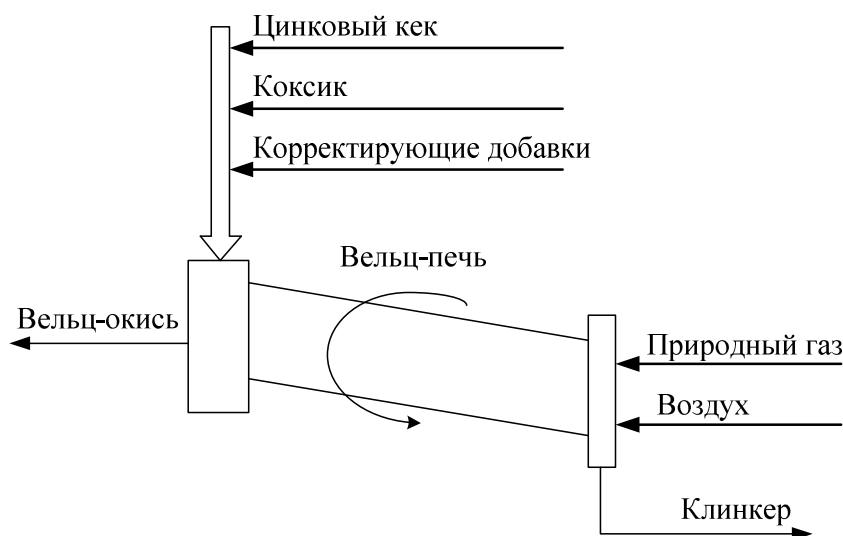 Цинковый кек
Коксик
Корректирующие добавки
Вельц-печь
Вельц-окись
Природный газ
Воздух
Клинкер